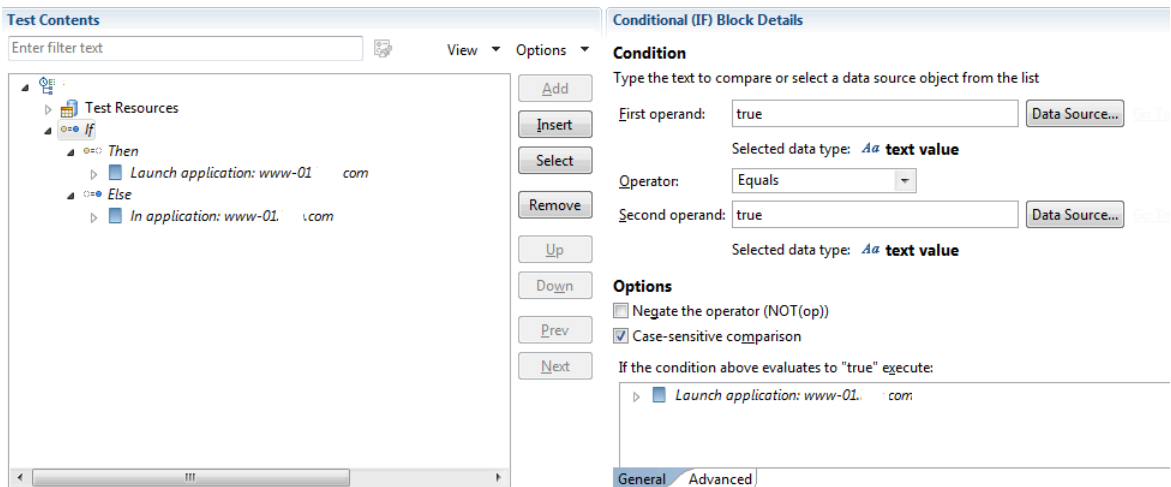 Test Contents
Enter filter text
View Options
Test Resources
If
Then
Launch application: www-01 com
Else
In application: www-01. .com
Add
Insert
Select
Remove
Up
Down
Prev
Next
Conditional (IF) Block Details
Condition
Type the text to compare or select a data source object from the list
First operand: true Data Source...
Selected data type: Aa text value
Operator: Equals
Second operand: true Data Source...
Selected data type: Aa text value
Options
Negate the operator (NOT(op))
Case-sensitive comparison
If the condition above evaluates to "true" execute:
Launch application: www-01. com
General Advanced